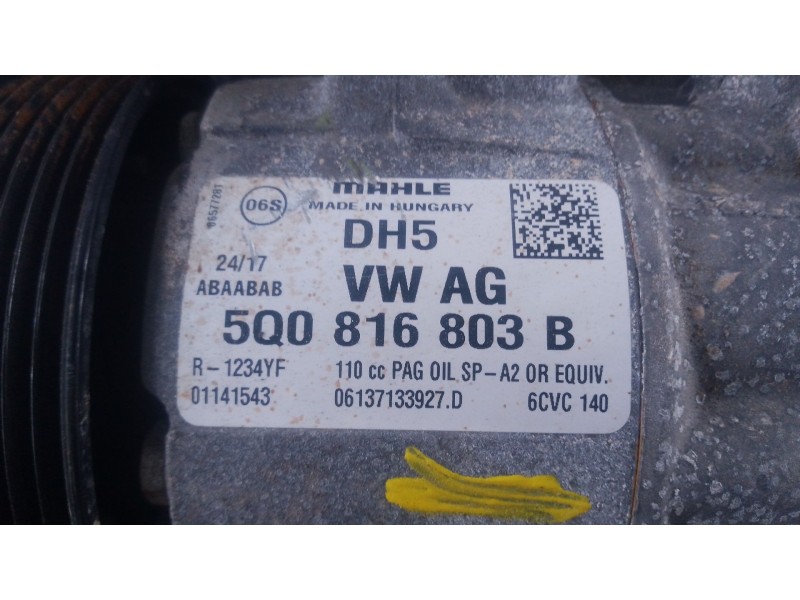 MAHLE
06S
MADE IN HUNGARY
DH5
24/17
VW AG
ABAABAB
5Q0 816 803 B
R-1234YF 110 cc PAG OIL SP-A2 OR EQUIV.
01141543 06137133927.D 6CVC 140